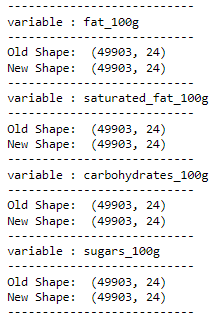 --------------------------
variable : fat_100g
--------------------------
Old Shape:  (49903, 24)
New Shape:  (49903, 24)
--------------------------
variable : saturated_fat_100g
--------------------------
Old Shape:  (49903, 24)
New Shape:  (49903, 24)
--------------------------
variable : carbohydrates_100g
--------------------------
Old Shape:  (49903, 24)
New Shape:  (49903, 24)
--------------------------
variable : sugars_100g
--------------------------
Old Shape:  (49903, 24)
New Shape:  (49903, 24)
--------------------------